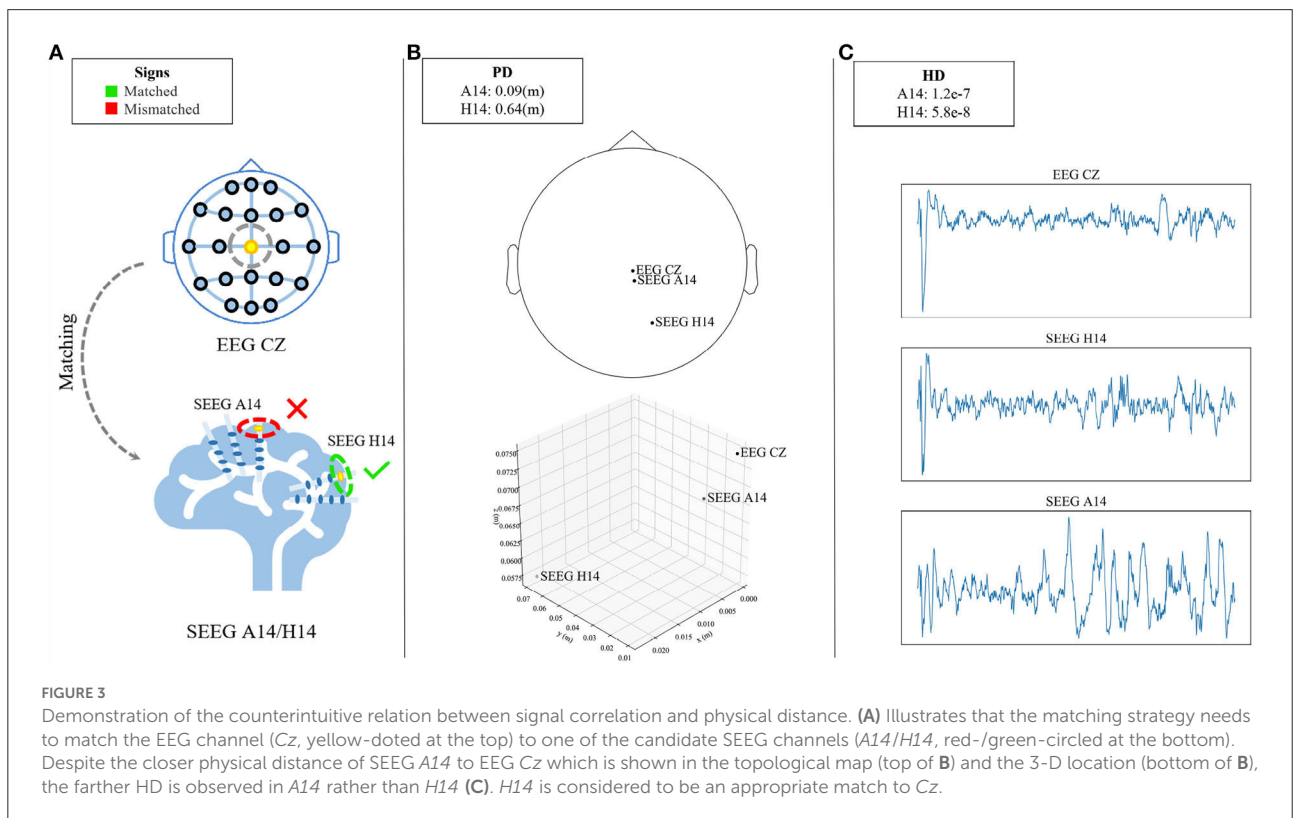 A
Signs
Matched
Mismatched
EEG CZ
Matching
SEEG A14
SEEG H14
SEEG A14/H14
B
PD
A14: 0.09(m)
H14: 0.64(m)
EEG CZ
SEEG A14
SEEG H14
EEG CZ
SEEG A14
SEEG H14
0.0750
0.0725
0.0700
0.0675
0.0650
0.0625
0.0600
0.0575
z (m)
0.07
0.06
0.05
0.04
0.03
0.02
0.01
y (m)
0.020
0.015
0.010
0.005
0.000
x (m)
C
HD
A14: 1.2e-7
H14: 5.8e-8
EEG CZ
SEEG H14
SEEG A14
FIGURE 3
Demonstration of the counterintuitive relation between signal correlation and physical distance. (A) Illustrates that the matching strategy needs
to match the EEG channel (Cz, yellow-doted at the top) to one of the candidate SEEG channels (A14/H14, red-/green-circled at the bottom).
Despite the closer physical distance of SEEG A14 to EEG Cz which is shown in the topological map (top of B) and the 3-D location (bottom of B),
the farther HD is observed in A14 rather than H14 (C). H14 is considered to be an appropriate match to Cz.